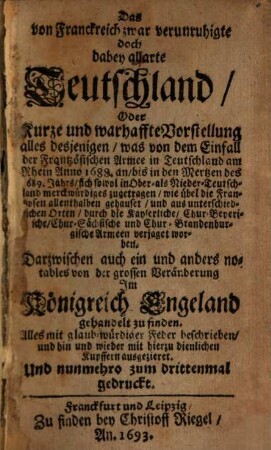 Das
von Franckreich zwar verunruhigte
doch
dabey allarte
Teutschland /
Oder
Kurze und warhaffte Vorstellung
alles desjenigen / was von dem Einfall
der Frantzösischen Armee in Teutschland am
Rhein Anno 1688. an / bis in den Mertzen des
689. Jahrs / sich sowol in Ober- als Nieder-Teutsch-
land merckwürdiges zugetragen / wie übel die Fran-
zosen allenthalben gehauset / und aus unterschied-
lichen Orten / durch die Kayserliche / Chur-Beyeri-
sche / Chur-Sächsische und Chur-Brandenbur-
gische Armeen verjaget wor-
den.
Darzwischen auch ein und anders no-
tables von der grossen Veränderung
Im
Königreich Engeland
gehandelt zu finden.
Alles mit glaub-würdiger Feder beschrieben /
und hin und wieder mit hierzu dienlichen
Kupffern ausgezieret.
Und nunmehro zum drittenmal
gedruckt.
Franckfurt und Leipzig /
Zu finden bey Christoff Riegel /
An. 1693.